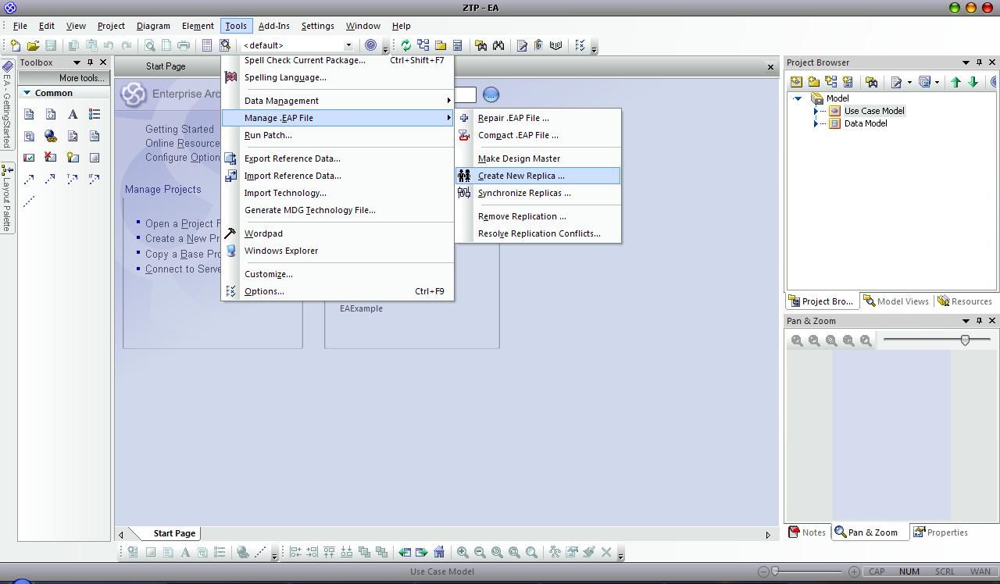 ZTP - EA
File Edit View Project Diagram Element Tools Add-Ins Settings Window Help
<default>
Toolbox
More tools...
Common
EA - GettingStarted
Layout Palette
Start Page
Enterprise Arc
Getting Started
Online Resource
Configure Option
Manage Projects
Open a Project F
Create a New Pr
Copy a Base Pro
Connect to Serve
EAExample
Spell Check Current Package... Ctrl+Shift+F7
Spelling Language...
Data Management
Manage .EAP File
Run Patch...
Export Reference Data...
Import Reference Data...
Import Technology...
Generate MDG Technology File...
Wordpad
Windows Explorer
Customize...
Options... Ctrl+F9
Repair .EAP File ...
Compact .EAP File ...
Make Design Master
Create New Replica ...
Synchronize Replicas ...
Remove Replication ...
Resolve Replication Conflicts...
Project Browser
Model
Use Case Model
Data Model
Project Bro... Model Views Resources
Pan & Zoom
Notes Pan & Zoom Properties
Start Page
Use Case Model
CAP NUM SCRL WAN